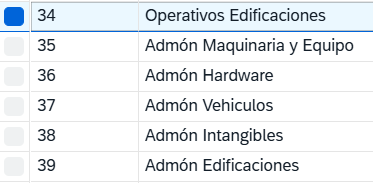 34 Operativos Edificaciones
35 Admón Maquinaria y Equipo
36 Admón Hardware
37 Admón Vehiculos
38 Admón Intangibles
39 Admón Edificaciones